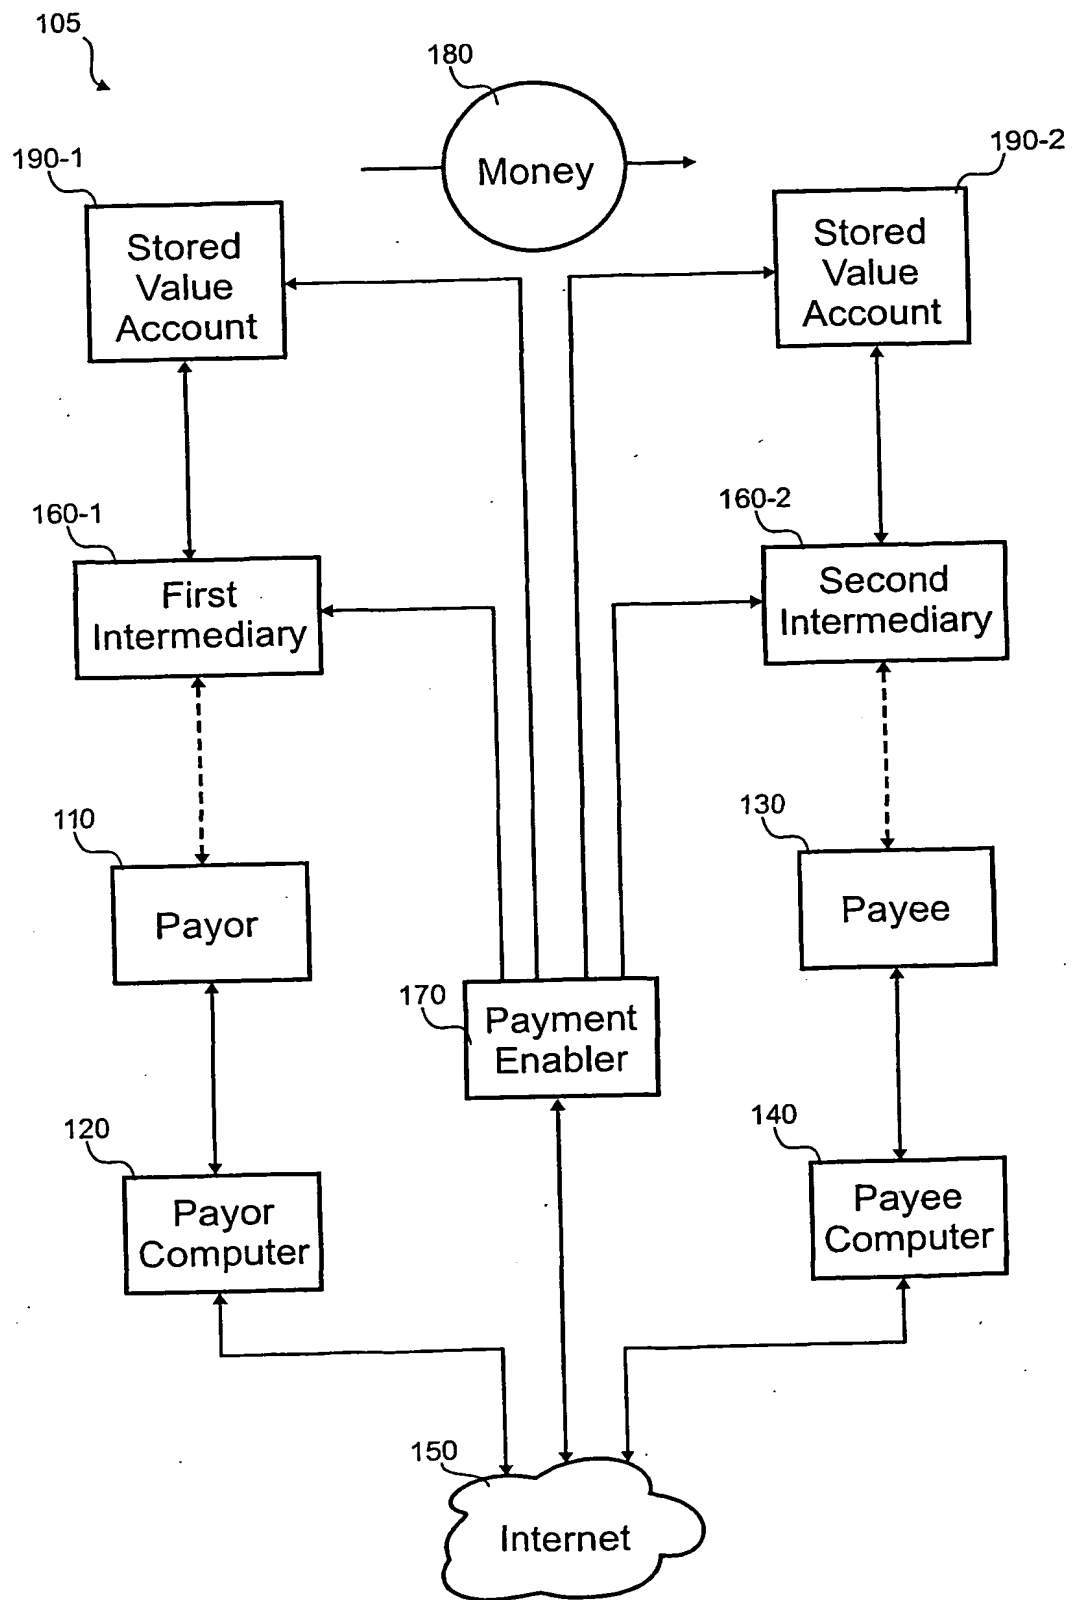 105
180
Money
190-1
Stored
Value
Account
190-2
Stored
Value
Account
160-1
First
Intermediary
160-2
Second
Intermediary
110
Payor
130
Payee
170
Payment
Enabler
120
Payor
Computer
140
Payee
Computer
150
Internet